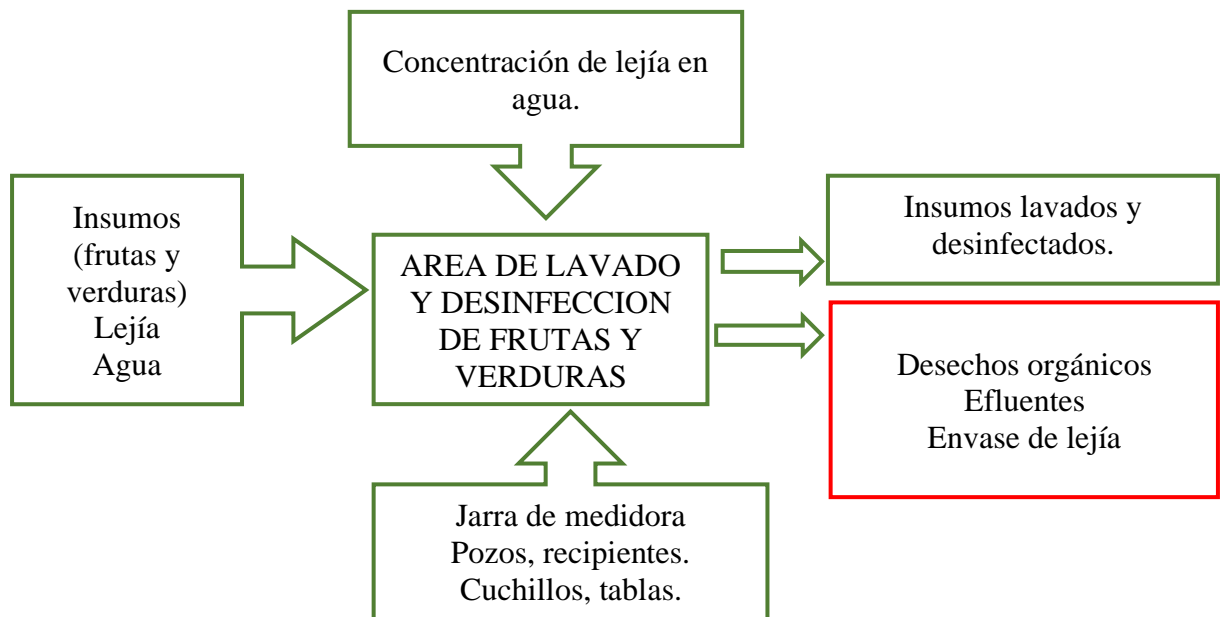 Concentración de lejía en
agua.
Insumos
(frutas y
verduras)
Lejía
Agua
AREA DE LAVADO
Y DESINFECCION
DE FRUTAS Y
VERDURAS
Insumos lavados y
desinfectados.
Desechos orgánicos
Efluentes
Envase de lejía
Jarra de medidora
Pozos, recipientes.
Cuchillos, tablas.